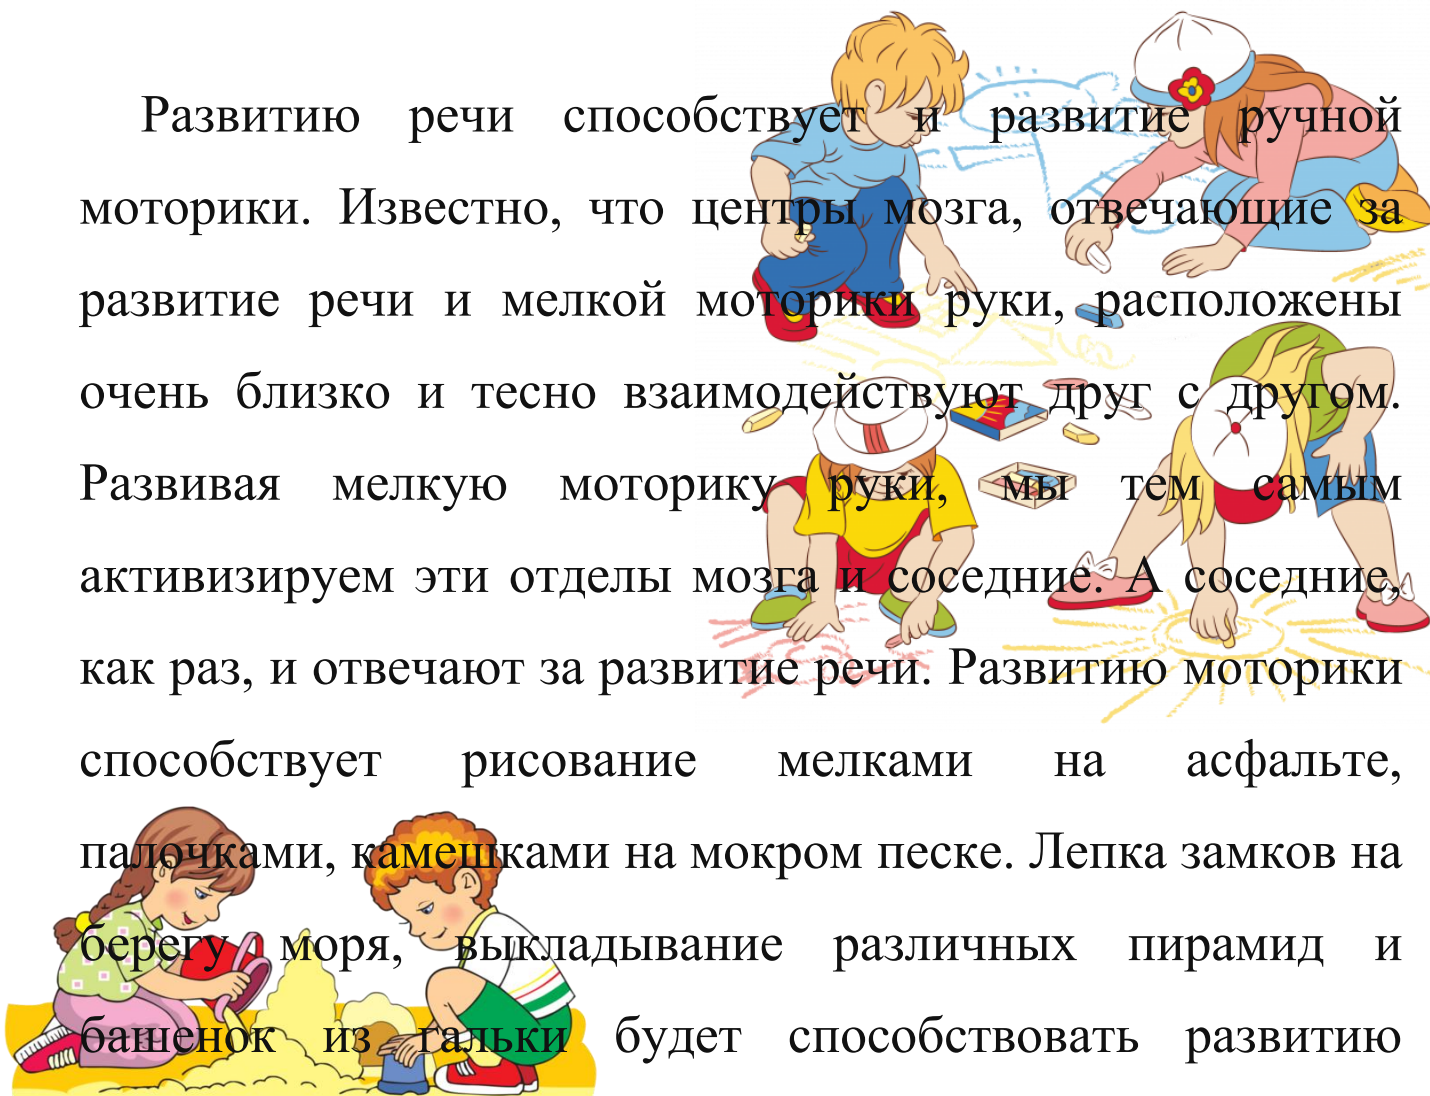 Развитию речи способствует и развитие ручной
моторики. Известно, что центры мозга, отвечающие за
развитие речи и мелкой моторики руки, расположены
очень близко и тесно взаимодействуют друг с другом.
Развивая мелкую моторику руки, мы тем самым
активизируем эти отделы мозга и соседние. А соседние,
как раз, и отвечают за развитие речи. Развитию моторики
способствует рисование мелками на асфальте,
палочками, камешками на мокром песке. Лепка замков на
берегу моря, выкладывание различных пирамид и
башенок из гальки будет способствовать развитию